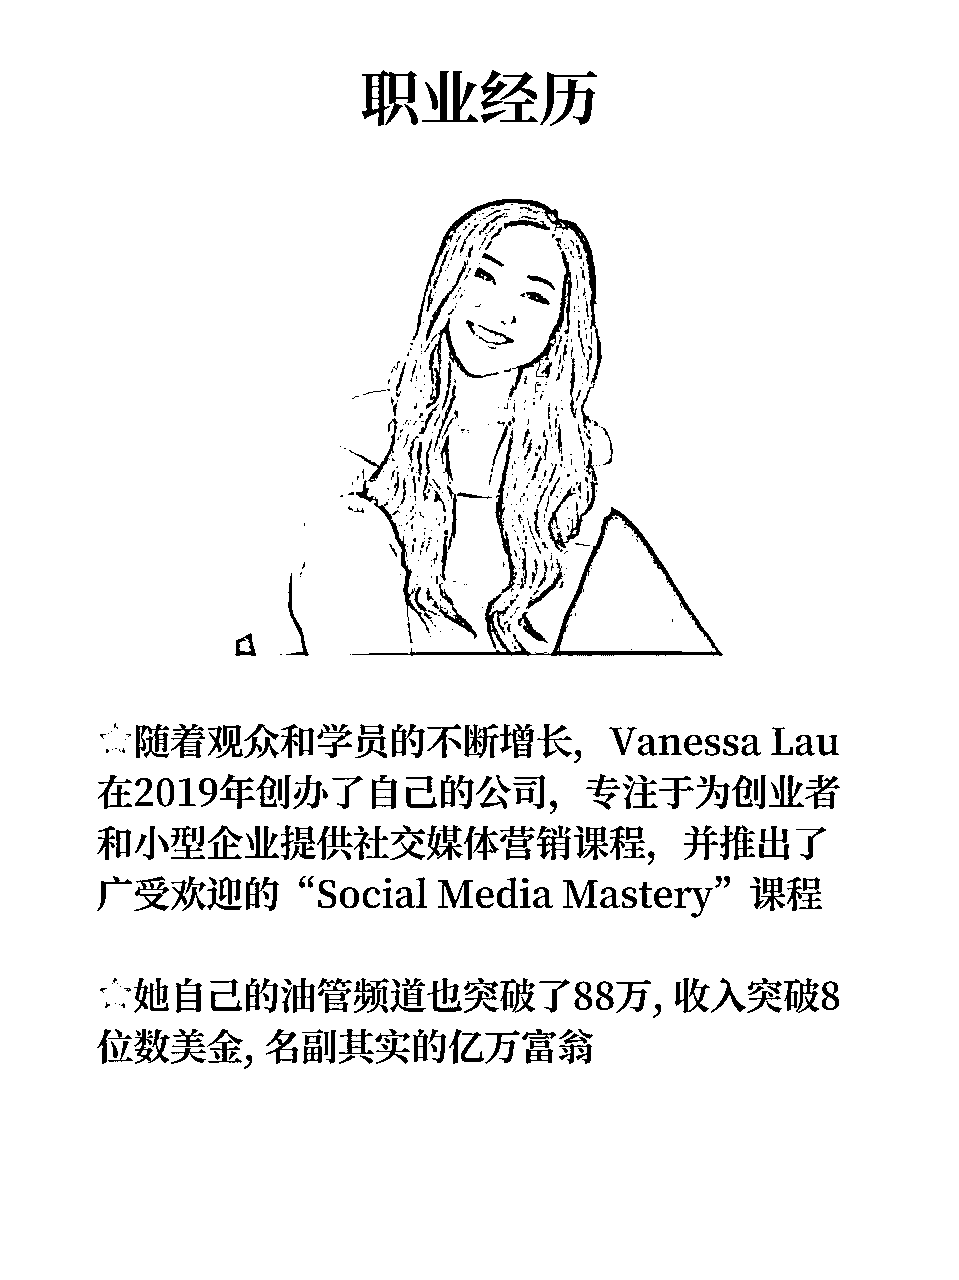 职业经历
☆随着观众和学员的不断增长，Vanessa Lau
在2019年创办了自己的公司，专注于为创业者
和小型企业提供社交媒体营销课程，并推出了
广受欢迎的“Social Media Mastery”课程
☆她自己的油管频道也突破了88万, 收入突破8
位数美金, 名副其实的亿万富翁